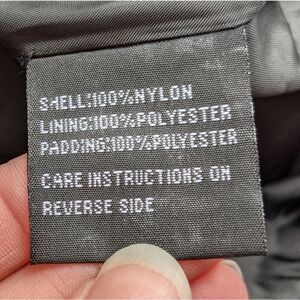 SHELL:100%NYLON
LINING:100%POLYESTER
PADDING:100%POLYESTER
CARE INSTRUCTIONS ON
REVERSE SIDE